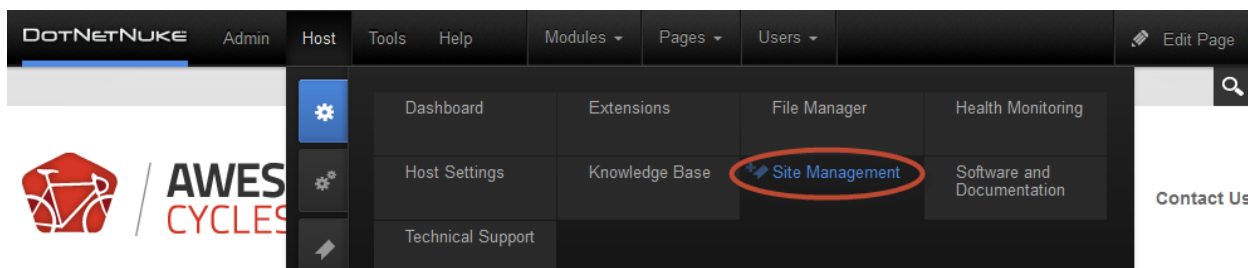 DOTNETNUKE Admin Host Tools Help Modules Pages Users Edit Page
Dashboard Extensions File Manager Health Monitoring
Host Settings Knowledge Base Site Management Software and
Documentation
AWES
CYCLES
Contact Us
Technical Support